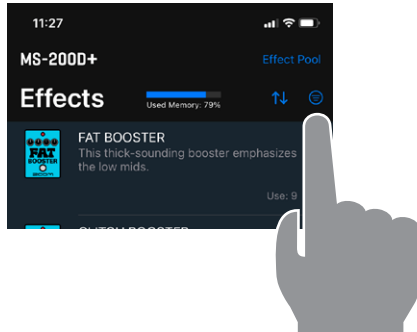 11:27
MS-200D+
Effect Pool
Effects
Used Memory: 79%
FAT BOOSTER
This thick-sounding booster emphasizes
the low mids.
FAT
BOOSTER
ZOOM
Use: 9